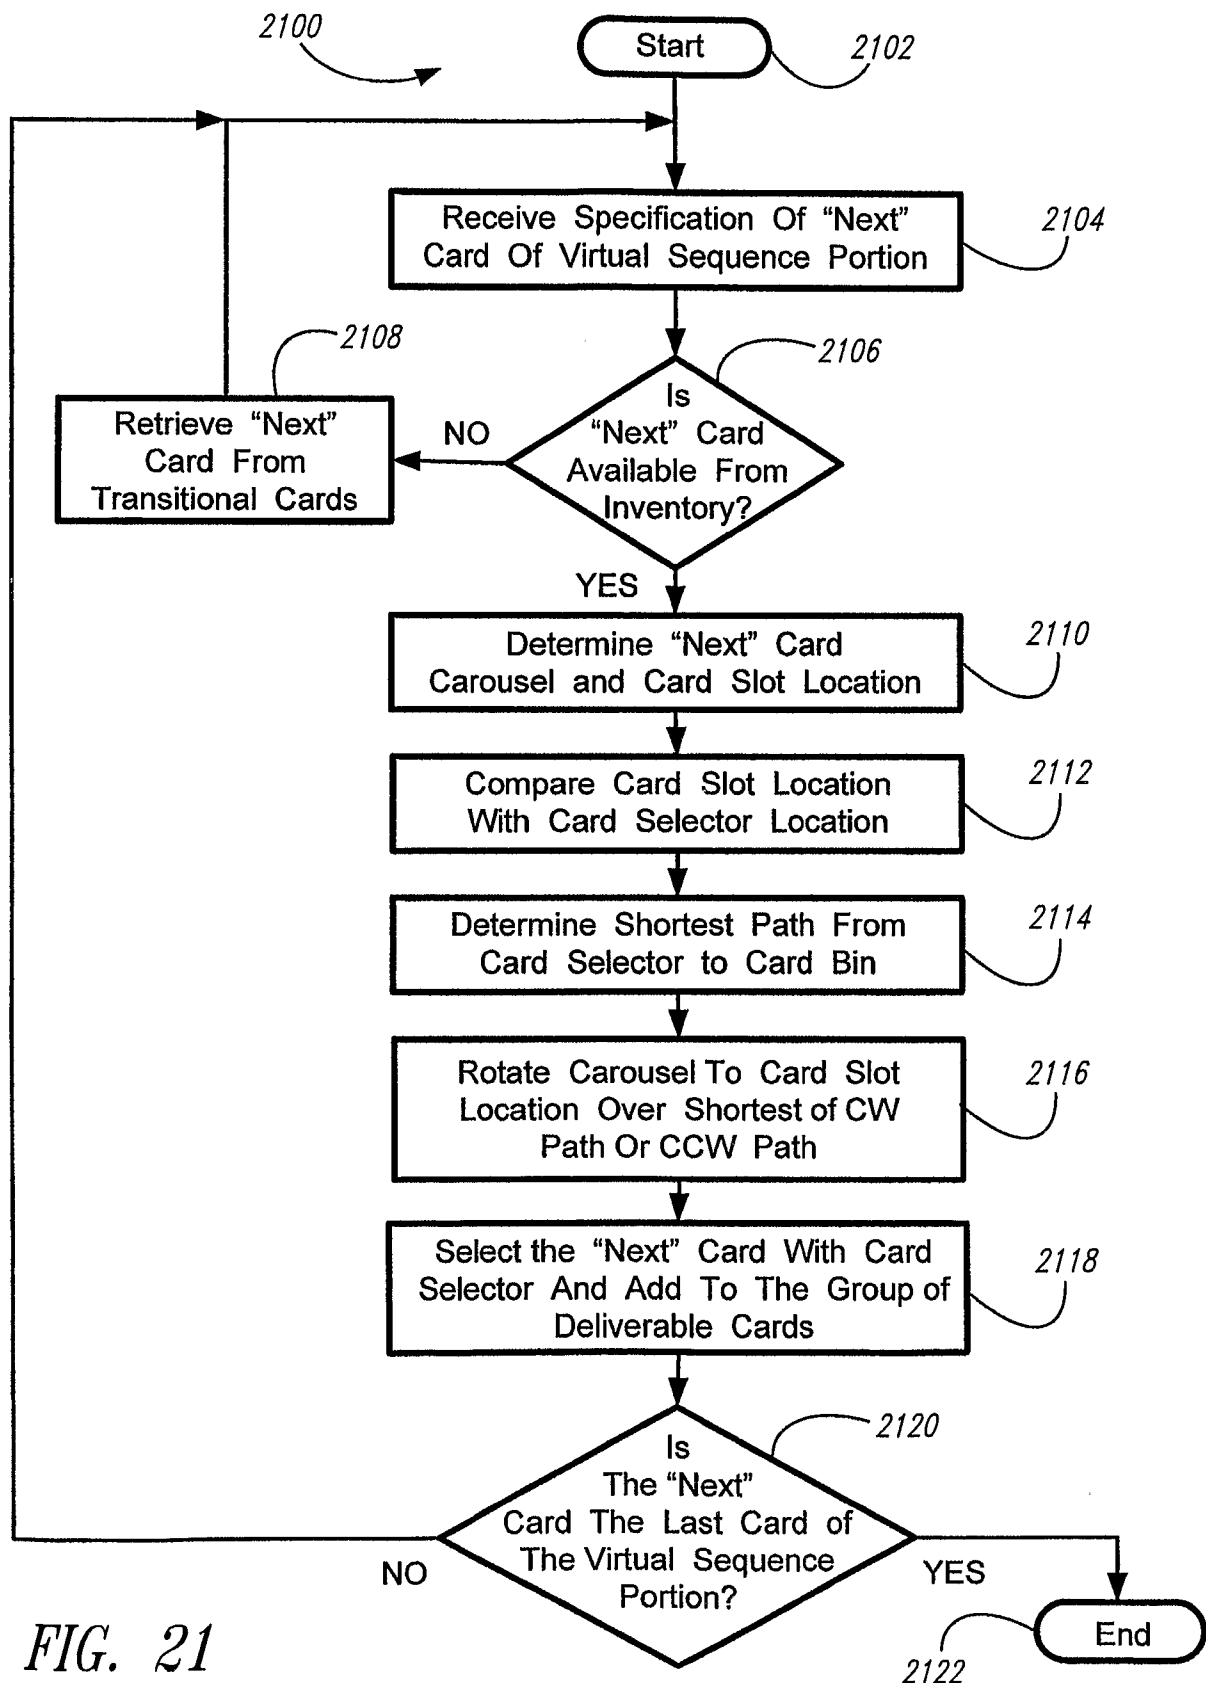 2100
Start
2102
Receive Specification Of “Next”
Card Of Virtual Sequence Portion
2104
2106
Is
“Next” Card
Available From
Inventory?
NO
2108
Retrieve “Next”
Card From
Transitional Cards
YES
Determine “Next” Card
Carousel and Card Slot Location
2110
Compare Card Slot Location
With Card Selector Location
2112
Determine Shortest Path From
Card Selector to Card Bin
2114
Rotate Carousel To Card Slot
Location Over Shortest of CW
Path Or CCW Path
2116
Select the “Next” Card With Card
Selector And Add To The Group of
Deliverable Cards
2118
2120
Is
The “Next”
Card The Last Card of
The Virtual Sequence
Portion?
NO
YES
End
2122
FIG. 21